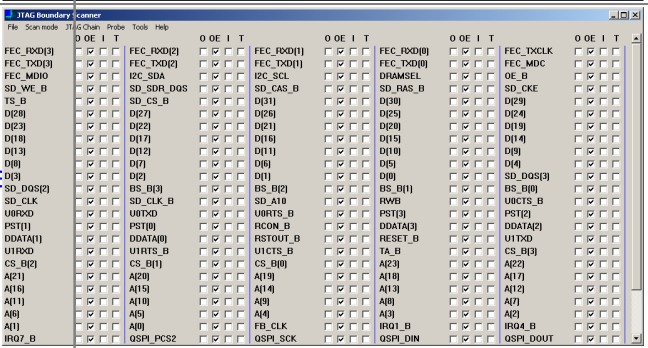 JTAG Boundary Scanner
File Scan mode JTAG Chain Probe Tools Help
O OE I T O OE I T O OE I T O OE I T O OE I T
FEC_RXD(3) FEC_RXD(2) FEC_RXD(1) FEC_RXD(0) FEC_TXCLK
FEC_TXD(3) FEC_TXD(2) FEC_TXD(1) FEC_TXD(0) FEC_MDC
FEC_MDIO I2C_SDA I2C_SCL DRAMSEL OE_B
SD_WE_B SD_SDR_DQS SD_CAS_B SD_RAS_B SD_CKE
TS_B SD_CS_B D(31) D(30) D(29)
D(28) D(27) D(26) D(25) D(24)
D(23) D(22) D(21) D(20) D(19)
D(18) D(17) D(16) D(15) D(14)
D(13) D(12) D(11) D(10) D(9)
D(8) D(7) D(6) D(5) D(4)
D(3) D(2) D(1) D(0) SD_DQS(3)
SD_DQS(2) BS_B(3) BS_B(2) BS_B(1) BS_B(0)
SD_CLK SD_CLK_B SD_A10 RWB U0CTS_B
U0RXD U0TXD U0RTS_B PST(3) PST(2)
PST(1) PST(0) RCON_B DDATA(3) DDATA(2)
DDATA(1) DDATA(0) RSTOUT_B RESET_B U1TXD
U1RXD U1RTS_B U1CTS_B TA_B CS_B(3)
CS_B(2) CS_B(1) CS_B(0) A(23) A(22)
A(21) A(20) A(19) A(18) A(17)
A(16) A(15) A(14) A(13) A(12)
A(11) A(10) A(9) A(8) A(7)
A(6) A(5) A(4) A(3) A(2)
A(1) A(0) FB_CLK IRQ1_B IRQ4_B
IRQ7_B QSPI_PCS2 QSPI_SCK QSPI_DIN QSPI_DOUT